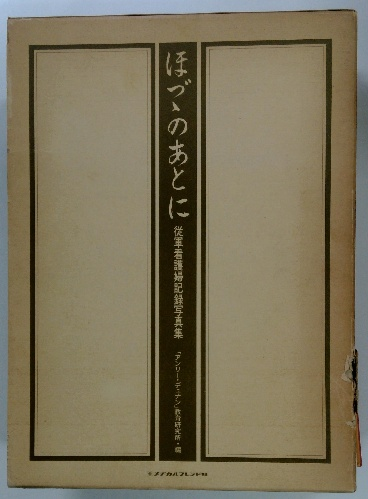 ほづゝのあとに
従軍看護婦記録写真集
「アンリー・デュナン」教育研究所・編
メヂカルフレンド社